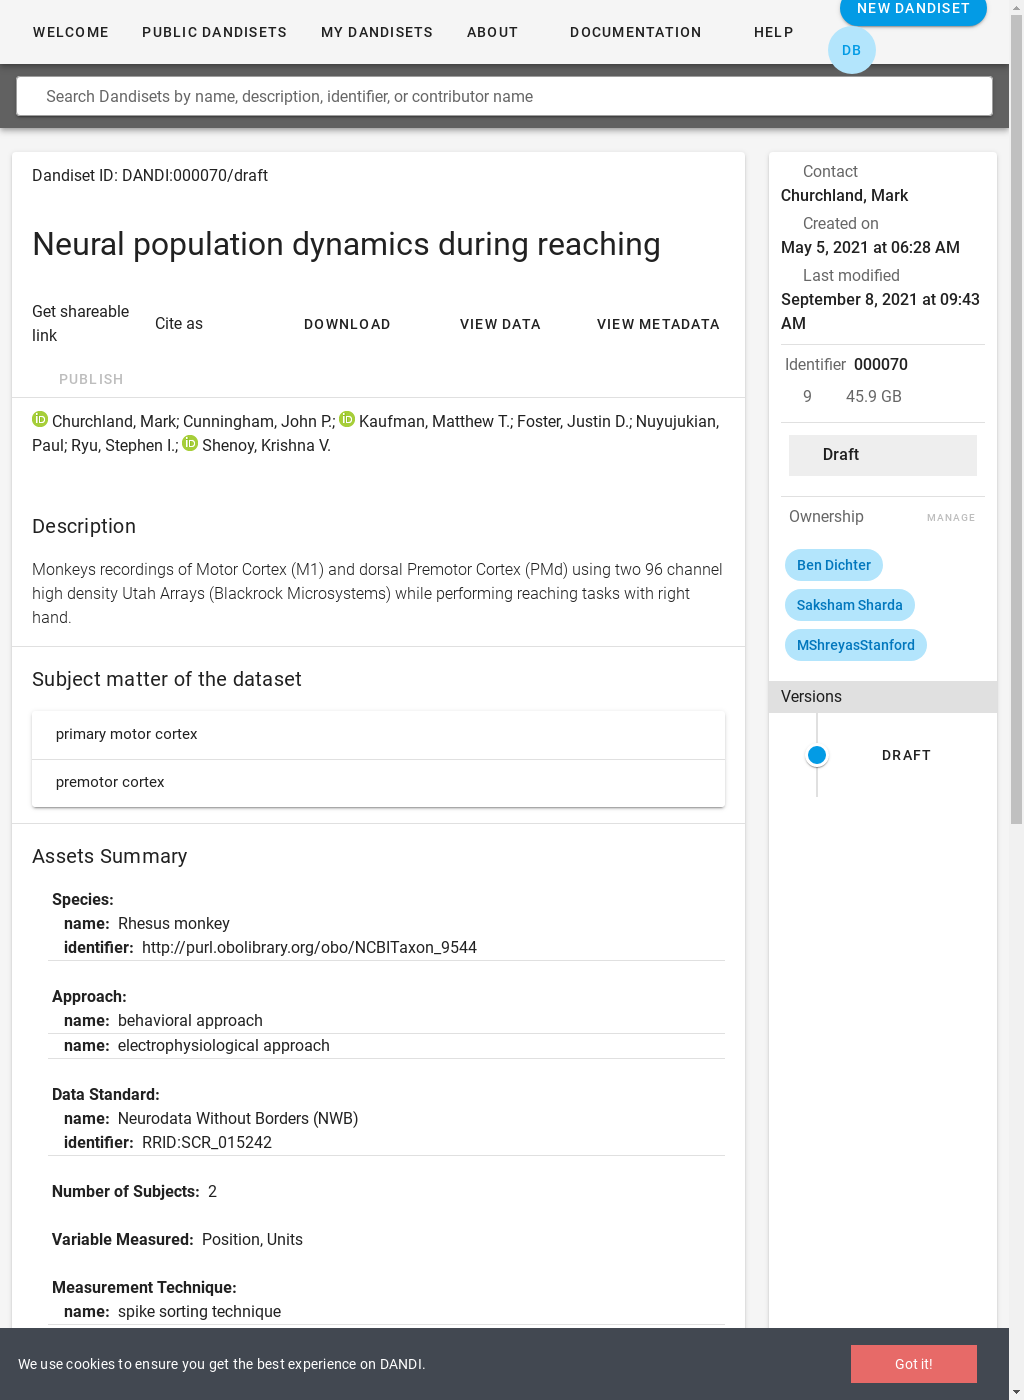 WELCOME PUBLIC DANDISETS MY DANDISETS ABOUT DOCUMENTATION HELP NEW DANDISET
DB
Search Dandisets by name, description, identifier, or contributor name
Dandiset ID: DANDI:000070/draft
Neural population dynamics during reaching
Get shareable link
Cite as
DOWNLOAD
VIEW DATA
VIEW METADATA
PUBLISH
iD Churchland, Mark; Cunningham, John P.; iD Kaufman, Matthew T.; Foster, Justin D.; Nuyujukian,
Paul; Ryu, Stephen I.; iD Shenoy, Krishna V.
Description
Monkeys recordings of Motor Cortex (M1) and dorsal Premotor Cortex (PMd) using two 96 channel
high density Utah Arrays (Blackrock Microsystems) while performing reaching tasks with right
hand.
Subject matter of the dataset
primary motor cortex
premotor cortex
Assets Summary
Species:
name: Rhesus monkey
identifier: http://purl.obolibrary.org/obo/NCBITaxon_9544
Approach:
name: behavioral approach
name: electrophysiological approach
Data Standard:
name: Neurodata Without Borders (NWB)
identifier: RRID:SCR_015242
Number of Subjects: 2
Variable Measured: Position, Units
Measurement Technique:
name: spike sorting technique
Contact
Churchland, Mark
Created on
May 5, 2021 at 06:28 AM
Last modified
September 8, 2021 at 09:43
AM
Identifier 000070
9 45.9 GB
Draft
Ownership MANAGE
Ben Dichter
Saksham Sharda
MShreyasStanford
Versions
DRAFT
We use cookies to ensure you get the best experience on DANDI.
Got it!